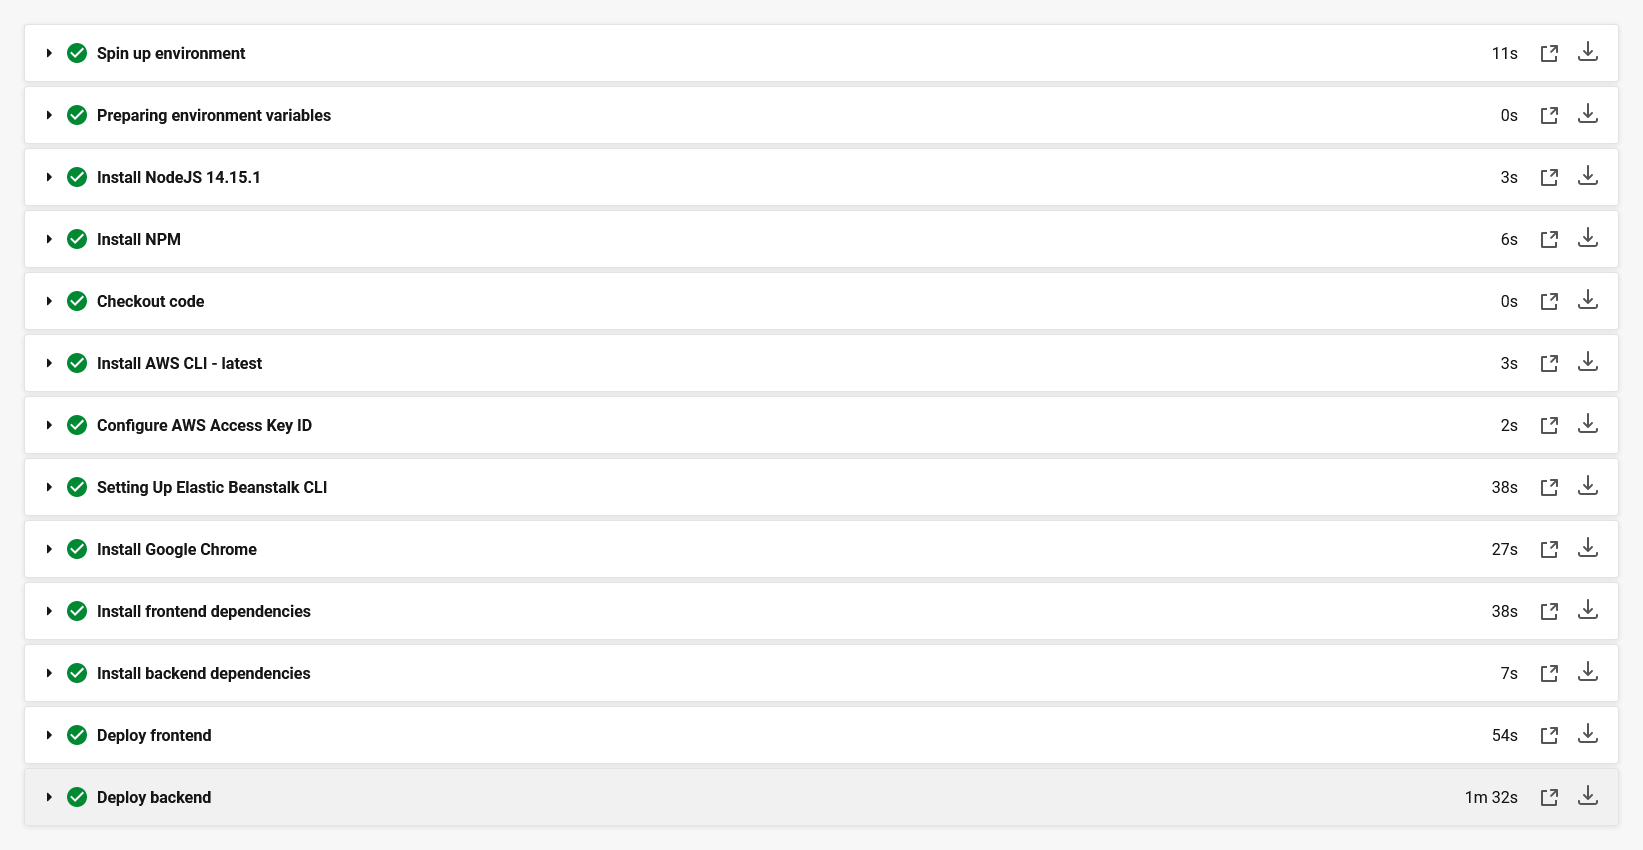 Spin up environment 11s
Preparing environment variables 0s
Install NodeJS 14.15.1 3s
Install NPM 6s
Checkout code 0s
Install AWS CLI - latest 3s
Configure AWS Access Key ID 2s
Setting Up Elastic Beanstalk CLI 38s
Install Google Chrome 27s
Install frontend dependencies 38s
Install backend dependencies 7s
Deploy frontend 54s
Deploy backend 1m 32s